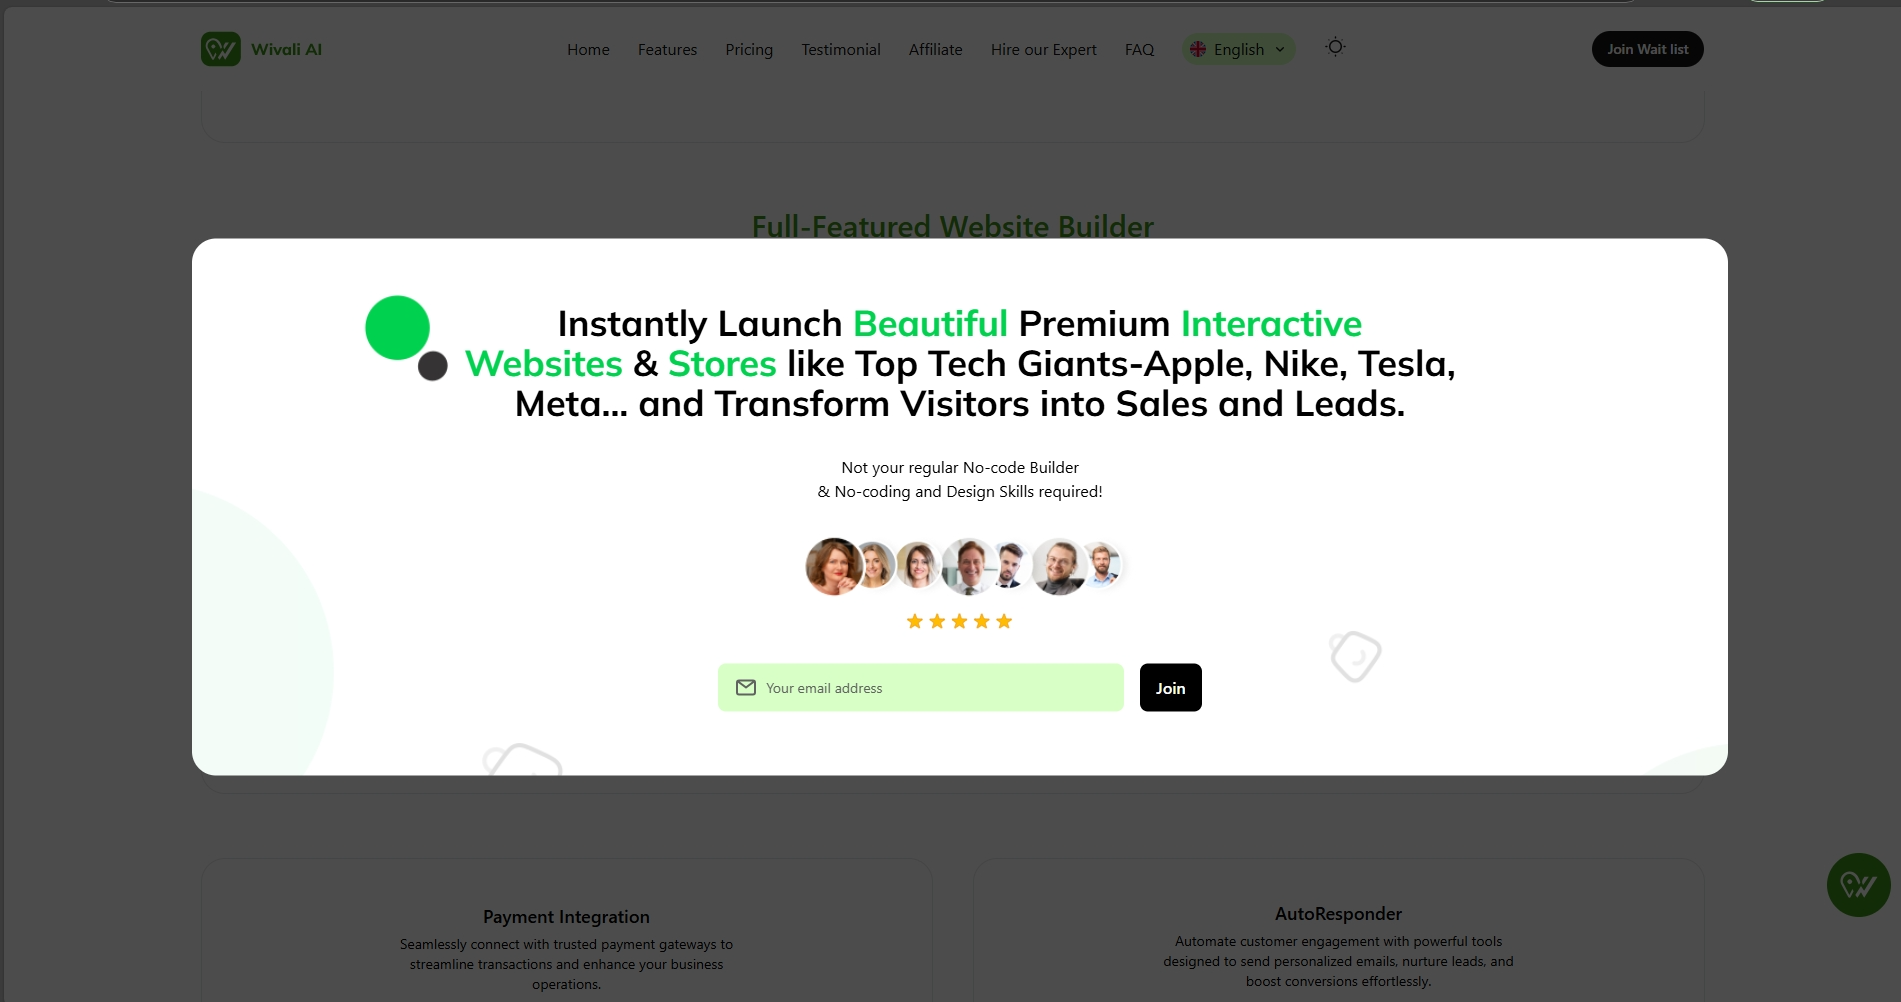 Wivali AI
Home Features Pricing Testimonial Affiliate Hire our Expert FAQ English
Join Wait list
Full-Featured Website Builder
Instantly Launch Beautiful Premium Interactive
Websites & Stores like Top Tech Giants-Apple, Nike, Tesla,
Meta... and Transform Visitors into Sales and Leads.
Not your regular No-code Builder
& No-coding and Design Skills required!
Your email address
Join
Payment Integration
Seamlessly connect with trusted payment gateways to
streamline transactions and enhance your business
operations.
AutoResponder
Automate customer engagement with powerful tools
designed to send personalized emails, nurture leads, and
boost conversions effortlessly.